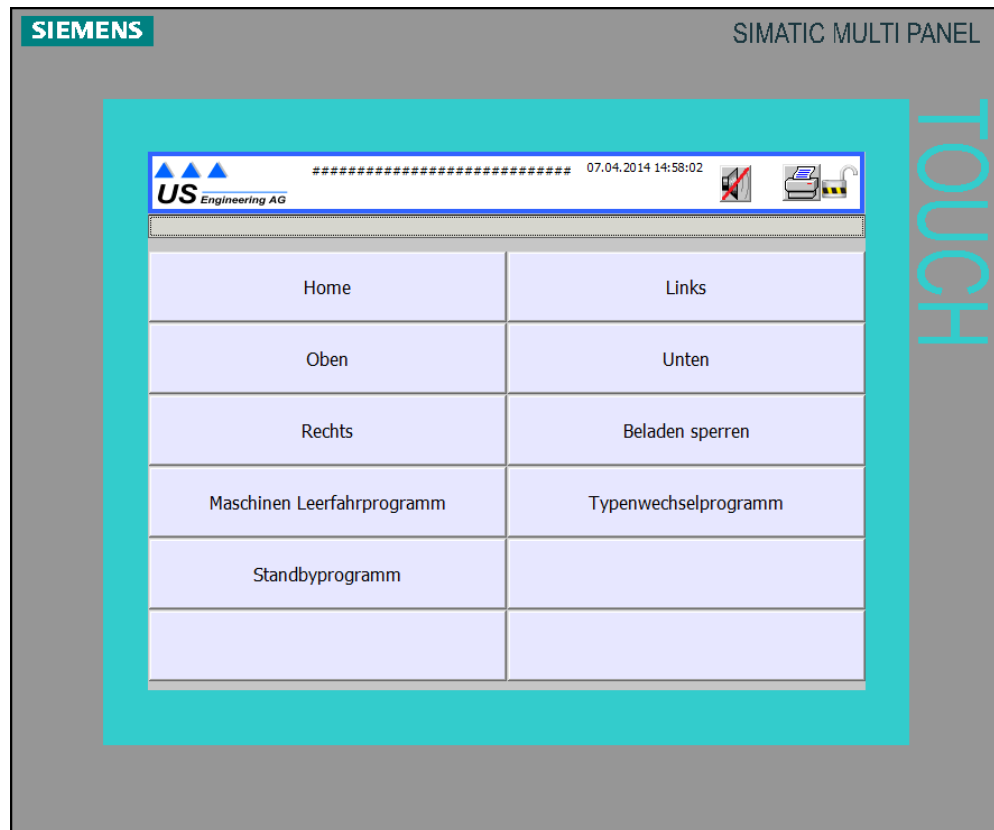 SIEMENS
SIMATIC MULTI PANEL
TOUCH
############################# 07.04.2014 14:58:02
US Engineering AG
Home
Links
Oben
Unten
Rechts
Beladen sperren
Maschinen Leerfahrprogramm
Typenwechselprogramm
Standbyprogramm